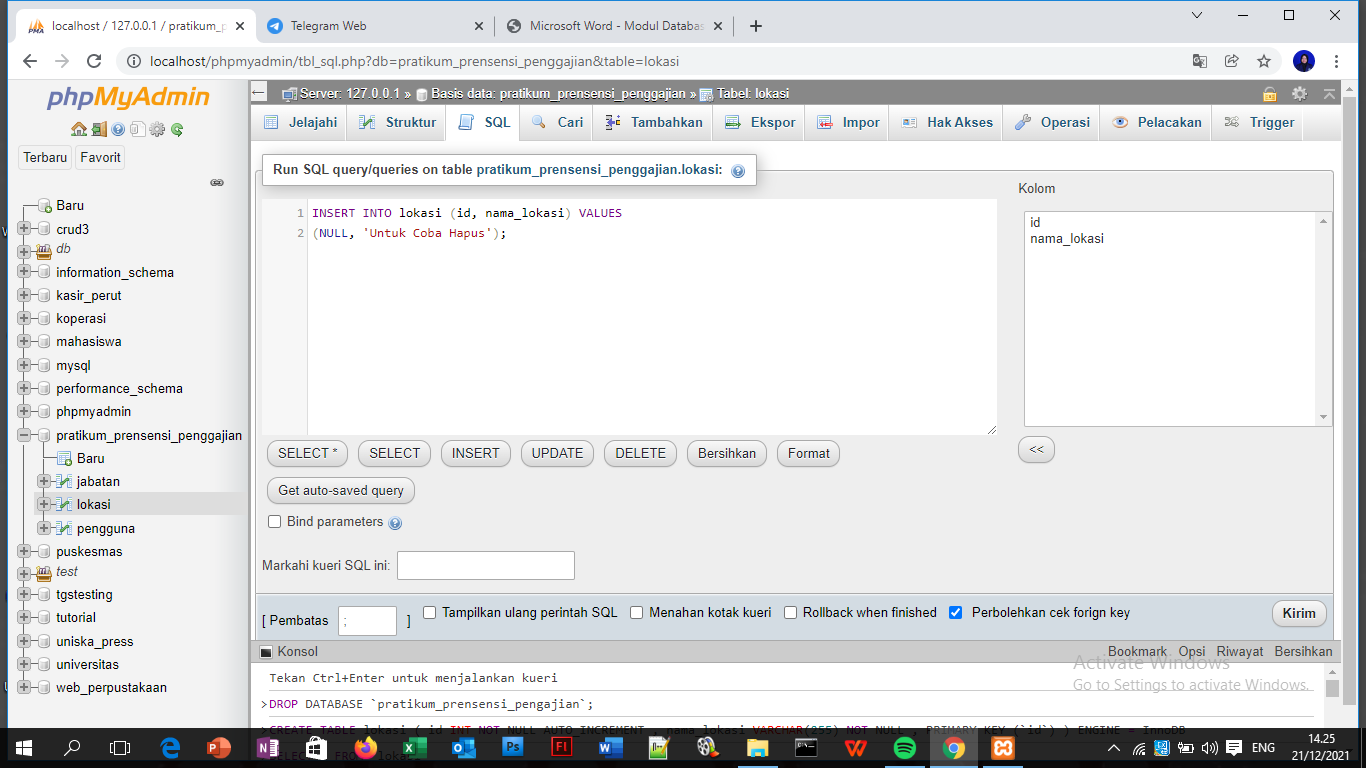 localhost / 127.0.0.1 / pratikum_p
Telegram Web
Microsoft Word - Modul Databas
localhost/phpmyadmin/tbl_sql.php?db=pratikum_prensensi_penggajian&table=lokasi
phpMyAdmin
Terbaru Favorit
Baru
crud3
db
information_schema
kasir_perut
koperasi
mahasiswa
mysql
performance_schema
phpmyadmin
pratikum_prensensi_penggajian
Baru
jabatan
lokasi
pengguna
puskesmas
test
tgstesting
tutorial
uniska_press
universitas
web_perpustakaan
Server: 127.0.0.1 » Basis data: pratikum_prensensi_penggajian » Tabel: lokasi
Jelajahi Struktur SQL Cari Tambahkan Ekspor Impor Hak Akses Operasi Pelacakan Trigger
Run SQL query/queries on table pratikum_prensensi_penggajian.lokasi:
1 INSERT INTO lokasi (id, nama_lokasi) VALUES
2 (NULL, 'Untuk Coba Hapus');
Kolom
id
nama_lokasi
SELECT * SELECT INSERT UPDATE DELETE Bersihkan Format
<<
Get auto-saved query
Bind parameters
Markahi kueri SQL ini:
[ Pembatas ; ] Tampilkan ulang perintah SQL Menahan kotak kueri Rollback when finished Perbolehkan cek forign key Kirim
Konsol Bookmark Opsi Riwayat Bersihkan
Activate Windows
Go to Settings to activate Windows.
Tekan Ctrl+Enter untuk menjalankan kueri
>DROP DATABASE `pratikum_prensensi_pengajian`;
>CREATE TABLE lokasi ( id INT NOT NULL AUTO_INCREMENT , nama_lokasi VARCHAR(255) NOT NULL , PRIMARY KEY (`id`) ) ENGINE = InnoDB
ENG
14.25
21/12/2021